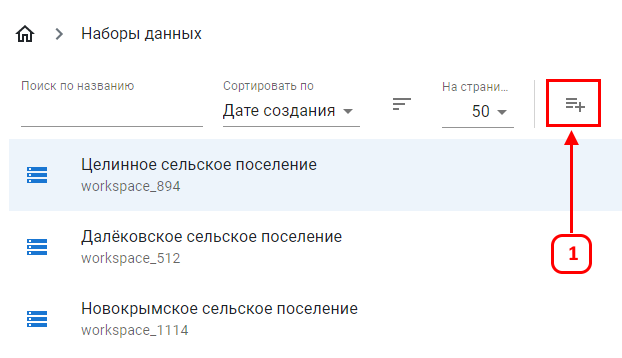 Наборы данных
Поиск по названию
Сортировать по
На страни...
Дате создания
50
Целинное сельское поселение
workspace_894
Далёковское сельское поселение
workspace_512
1
Новокрымское сельское поселение
workspace_1114